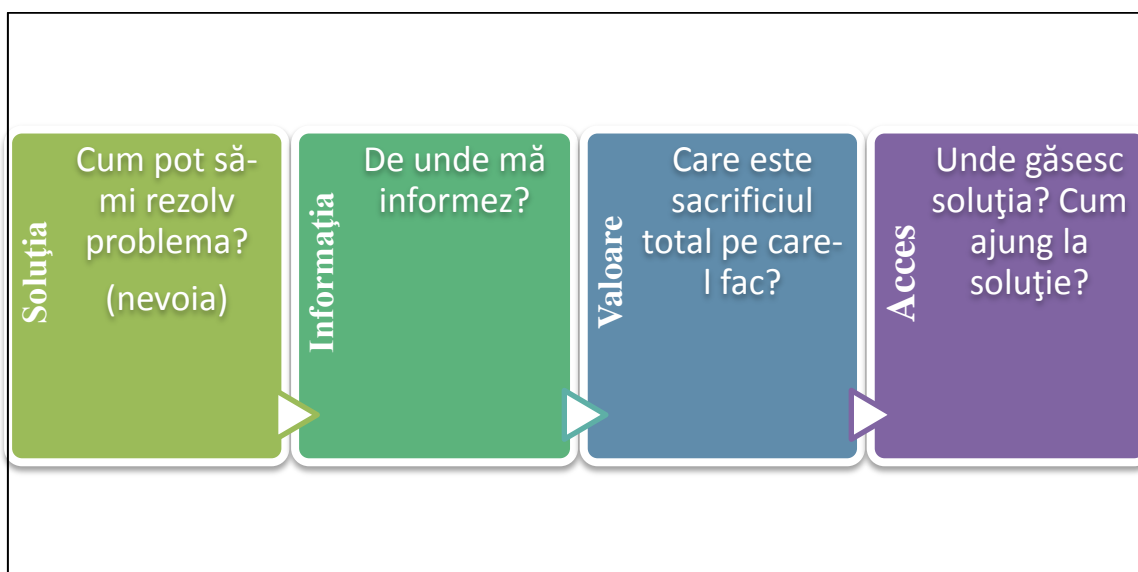 Soluţia
Cum pot să-
mi rezolv
problema?
(nevoia)
Informaţia
De unde mă
informez?
Valoare
Care este
sacrificiul
total pe care-
l fac?
Acces
Unde găsesc
soluţia? Cum
ajung la
soluţie?